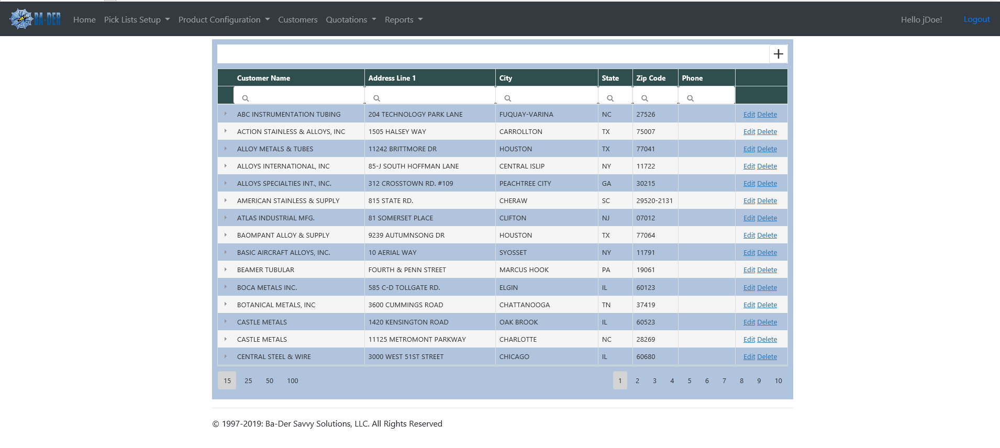 BA-DER Home Pick Lists Setup Product Configuration Customers Quotations Reports Hello jDoe! Logout
Customer Name Address Line 1 City State Zip Code Phone
ABC INSTRUMENTATION TUBING 204 TECHNOLOGY PARK LANE FUQUAY-VARINA NC 27526 Edit Delete
ACTION STAINLESS & ALLOYS, INC 1505 HALSEY WAY CARROLLTON TX 75007 Edit Delete
ALLOY METALS & TUBES 11242 BRITTMORE DR HOUSTON TX 77041 Edit Delete
ALLOYS INTERNATIONAL, INC 85-J SOUTH HOFFMAN LANE CENTRAL ISLIP NY 11722 Edit Delete
ALLOYS SPECIALTIES INT., INC. 312 CROSSTOWN RD. #109 PEACHTREE CITY GA 30215 Edit Delete
AMERICAN STAINLESS & SUPPLY 815 STATE RD. CHERAW SC 29520-2131 Edit Delete
ATLAS INDUSTRIAL MFG. 81 SOMERSET PLACE CLIFTON NJ 07012 Edit Delete
BAOMPANT ALLOY & SUPPLY 9239 AUTUMNSONG DR HOUSTON TX 77064 Edit Delete
BASIC AIRCRAFT ALLOYS, INC. 10 AERIAL WAY SYOSSET NY 11791 Edit Delete
BEAMER TUBULAR FOURTH & PENN STREET MARCUS HOOK PA 19061 Edit Delete
BOCA METALS INC. 585 C-D TOLLGATE RD. ELGIN IL 60123 Edit Delete
BOTANICAL METALS, INC 3600 CUMMINGS ROAD CHATTANOOGA TN 37419 Edit Delete
CASTLE METALS 1420 KENSINGTON ROAD OAK BROOK IL 60523 Edit Delete
CASTLE METALS 11125 METROMONT PARKWAY CHARLOTTE NC 28269 Edit Delete
CENTRAL STEEL & WIRE 3000 WEST 51ST STREET CHICAGO IL 60680 Edit Delete
15 25 50 100 1 2 3 4 5 6 7 8 9 10
© 1997-2019: Ba-Der Savvy Solutions, LLC. All Rights Reserved